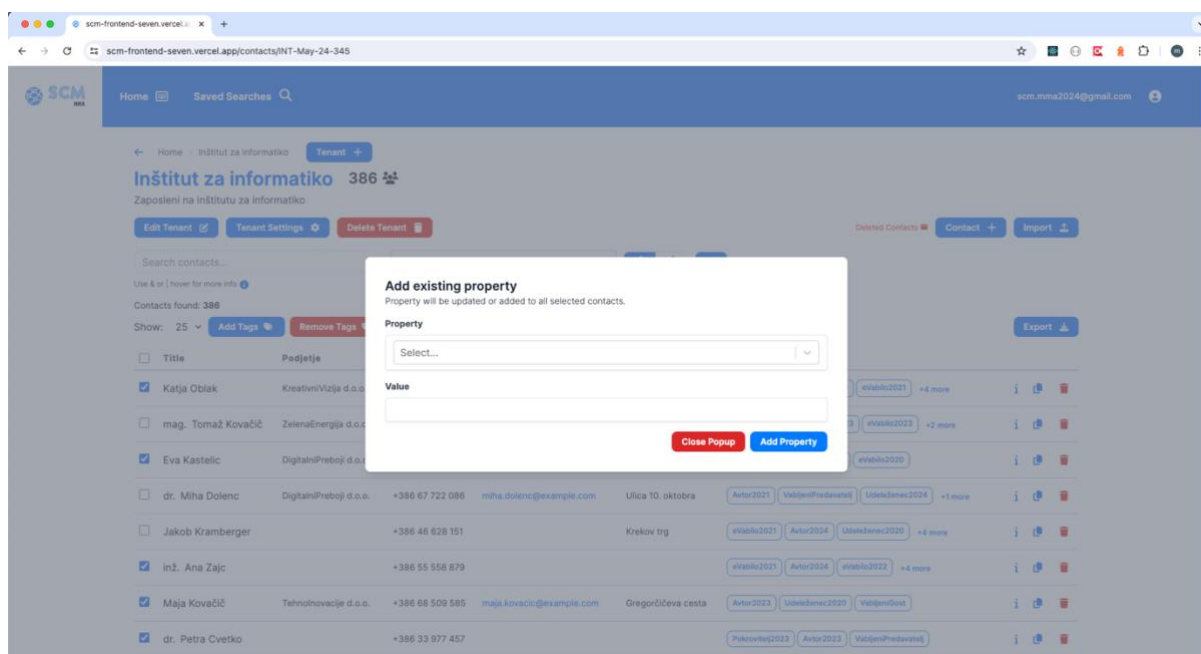 scm-frontend-seven.vercel.a
scm-frontend-seven.vercel.app/contacts/INT-May-24-345
SCM
MMA
Home
Saved Searches
scm.mma2024@gmail.com
Home Inštitut za informatiko Tenant +
Inštitut za informatiko 386
Zaposleni na inštitutu za informatiko
Edit Tenant Tenant Settings Delete Tenant Deleted Contacts Contact + Import
Search contacts...
Use & or | hover for more info
Contacts found: 386
Show: 25 Add Tags Remove Tags Export
Add existing property
Property will be updated or added to all selected contacts.
Property
Select...
Value
Close Popup Add Property
Title Podjetje
Katja Oblak KreativniVizija d.o.o eVabilo2021 +4 more
mag. Tomaž Kovačič ZelenaEnergija d.o.o eVabilo2023 +2 more
Eva Kastelic DigitalniPreboji d.o. eVabilo2020
dr. Miha Dolenc DigitalniPreboji d.o.o. +386 67 722 086 miha.dolenc@example.com Ulica 10. oktobra Avtor2021 VabljeniPredavatelj Udeleženec2024 +1 more
Jakob Kramberger +386 46 628 151 Krekov trg eVabilo2021 Avtor2024 Udeleženec2020 +4 more
inž. Ana Zajc +386 55 558 879 eVabilo2021 Avtor2024 eVabilo2022 +4 more
Maja Kovačič Tehnoinovacije d.o.o. +386 68 509 585 maja.kovacic@example.com Gregorčičeva cesta Avtor2023 Udeleženec2020 VabljeniGost
dr. Petra Cvetko +386 33 977 457 Pokrovitelj2023 Avtor2023 VabljeniPredavatelj